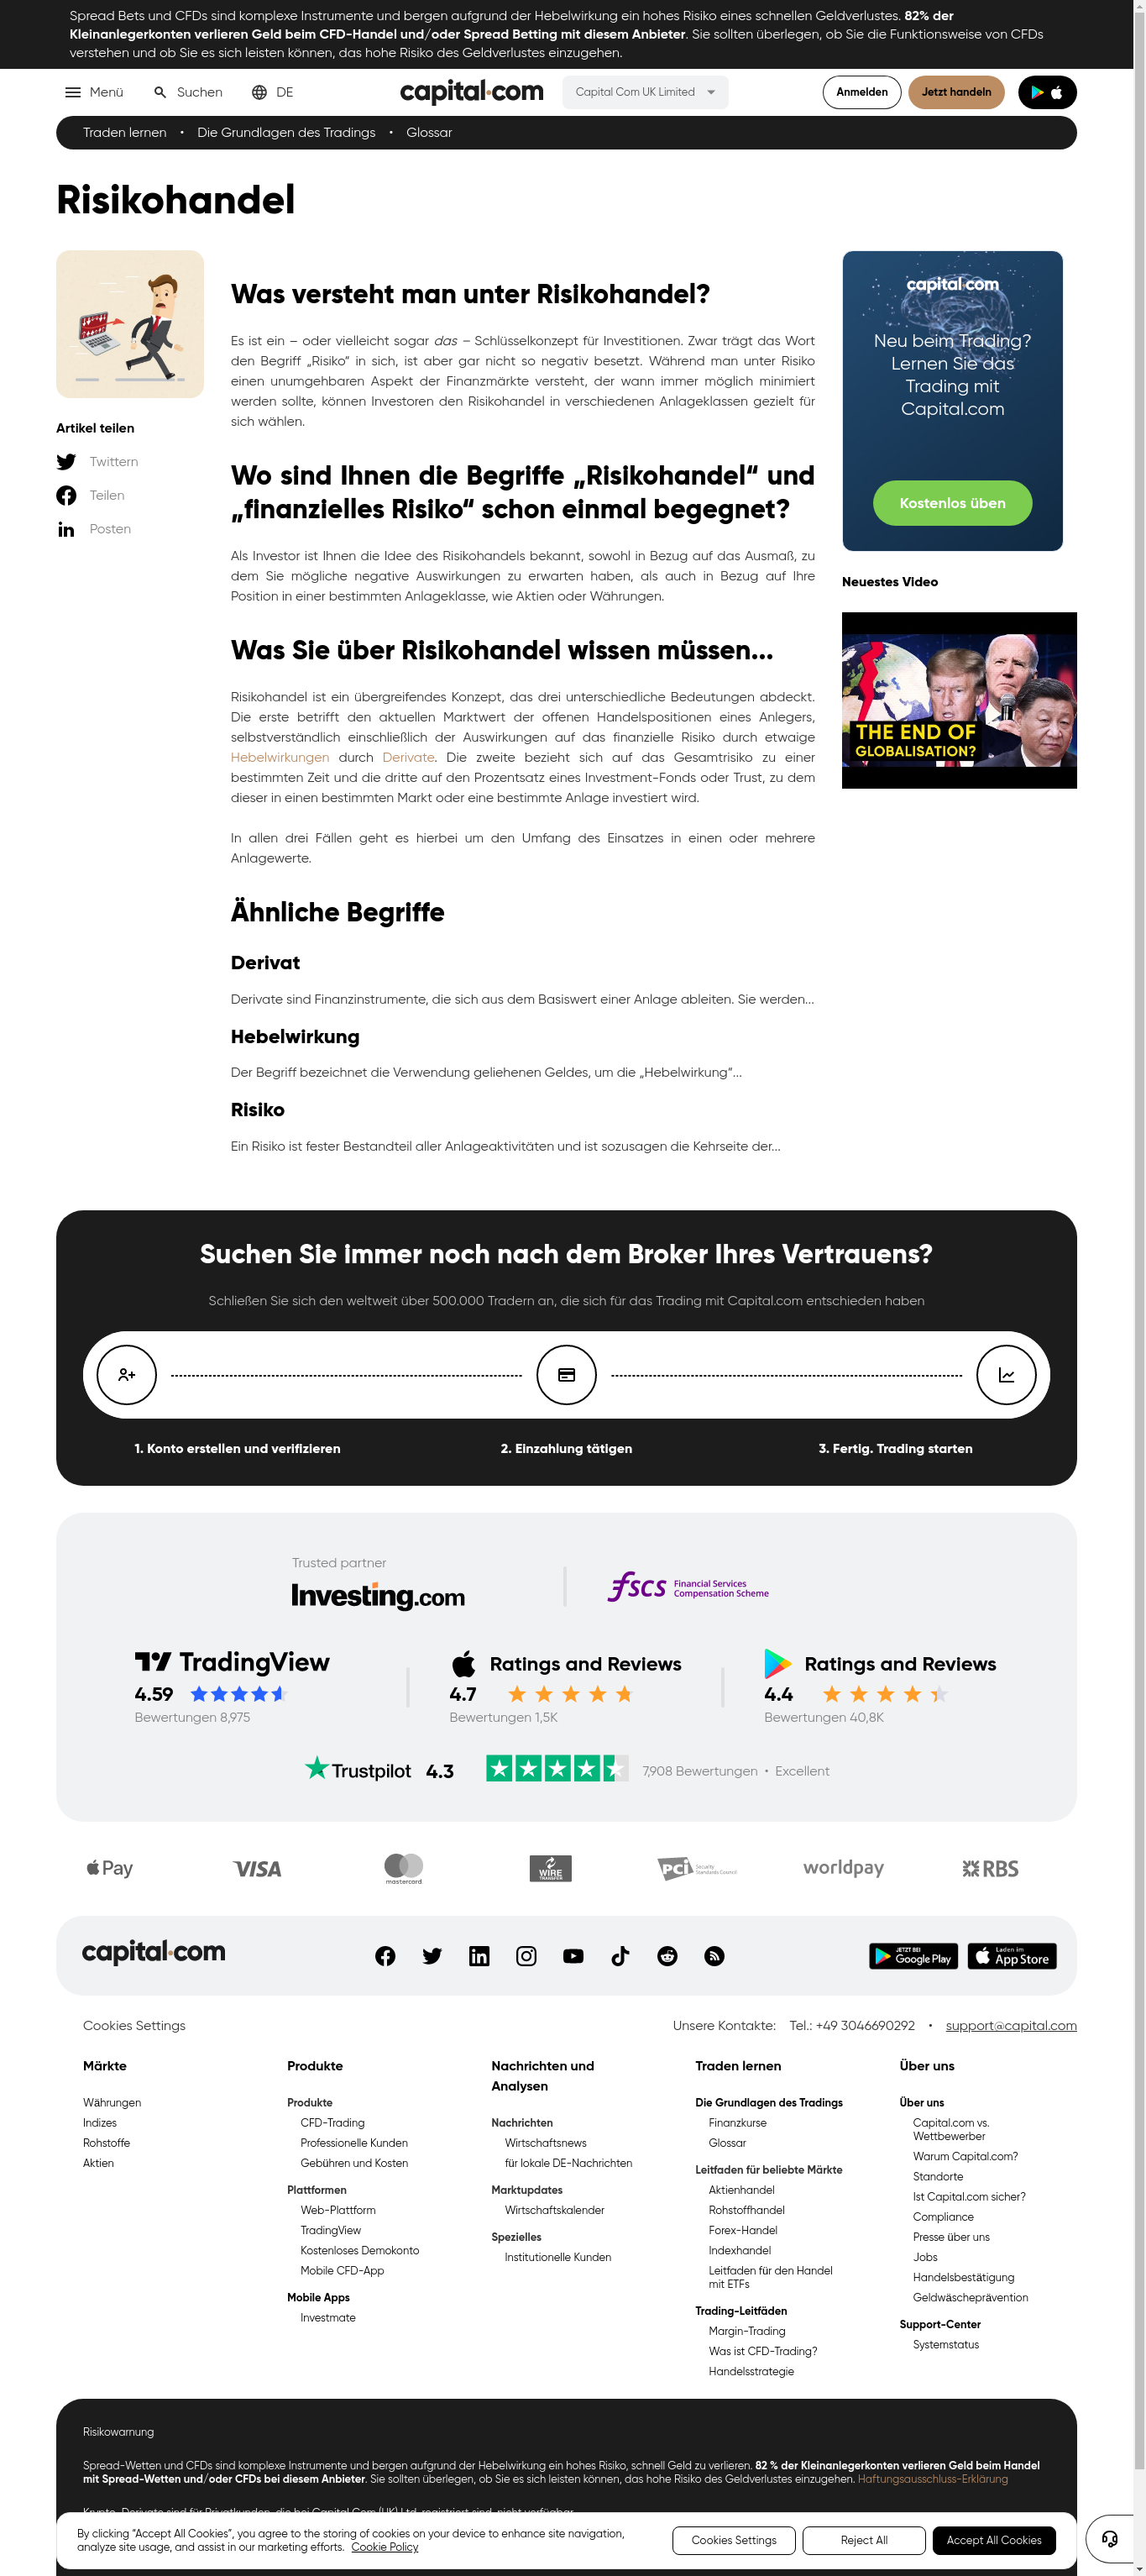 Spread Bets und CFDs sind komplexe Instrumente und bergen aufgrund der Hebelwirkung ein hohes Risiko eines schnellen Geldverlustes. 82% der
Kleinanlegerkonten verlieren Geld beim CFD-Handel und/oder Spread Betting mit diesem Anbieter. Sie sollten überlegen, ob Sie die Funktionsweise von CFDs
verstehen und ob Sie es sich leisten können, das hohe Risiko des Geldverlustes einzugehen.
Menü
Suchen
DE
capital.com
Capital Com UK Limited
Anmelden
Jetzt handeln
Traden lernen • Die Grundlagen des Tradings • Glossar
Risikohandel
Artikel teilen
Twittern
Teilen
Posten
Was versteht man unter Risikohandel?
Es ist ein – oder vielleicht sogar das – Schlüsselkonzept für Investitionen. Zwar trägt das Wort
den Begriff „Risiko“ in sich, ist aber gar nicht so negativ besetzt. Während man unter Risiko
einen unumgehbaren Aspekt der Finanzmärkte versteht, der wann immer möglich minimiert
werden sollte, können Investoren den Risikohandel in verschiedenen Anlageklassen gezielt für
sich wählen.
Wo sind Ihnen die Begriffe „Risikohandel“ und
„finanzielles Risiko“ schon einmal begegnet?
Als Investor ist Ihnen die Idee des Risikohandels bekannt, sowohl in Bezug auf das Ausmaß, zu
dem Sie mögliche negative Auswirkungen zu erwarten haben, als auch in Bezug auf Ihre
Position in einer bestimmten Anlageklasse, wie Aktien oder Währungen.
Was Sie über Risikohandel wissen müssen...
Risikohandel ist ein übergreifendes Konzept, das drei unterschiedliche Bedeutungen abdeckt.
Die erste betrifft den aktuellen Marktwert der offenen Handelspositionen eines Anlegers,
selbstverständlich einschließlich der Auswirkungen auf das finanzielle Risiko durch etwaige
Hebelwirkungen durch Derivate. Die zweite bezieht sich auf das Gesamtrisiko zu einer
bestimmten Zeit und die dritte auf den Prozentsatz eines Investment-Fonds oder Trust, zu dem
dieser in einen bestimmten Markt oder eine bestimmte Anlage investiert wird.
In allen drei Fällen geht es hierbei um den Umfang des Einsatzes in einen oder mehrere
Anlagewerte.
Ähnliche Begriffe
Derivat
Derivate sind Finanzinstrumente, die sich aus dem Basiswert einer Anlage ableiten. Sie werden...
Hebelwirkung
Der Begriff bezeichnet die Verwendung geliehenen Geldes, um die „Hebelwirkung“...
Risiko
Ein Risiko ist fester Bestandteil aller Anlageaktivitäten und ist sozusagen die Kehrseite der...
capital.com
Neu beim Trading?
Lernen Sie das
Trading mit
Capital.com
Kostenlos üben
Neuestes Video
THE END OF
GLOBALISATION?
Suchen Sie immer noch nach dem Broker Ihres Vertrauens?
Schließen Sie sich den weltweit über 500.000 Tradern an, die sich für das Trading mit Capital.com entschieden haben
1. Konto erstellen und verifizieren
2. Einzahlung tätigen
3. Fertig. Trading starten
Trusted partner
Investing.com
fscs Financial Services
Compensation Scheme
TradingView
4.59
Bewertungen 8,975
Ratings and Reviews
4.7
Bewertungen 1,5K
Ratings and Reviews
4.4
Bewertungen 40,8K
Trustpilot 4.3
7,908 Bewertungen • Excellent
Pay
VISA
mastercard
WIRE
TRANSFER
PCI Security
Standards Council
worldpay
RBS
capital.com
JETZT BEI
Google Play
Laden im
App Store
Cookies Settings
Unsere Kontakte: Tel.: +49 3046690292 • support@capital.com
Märkte
Währungen
Indizes
Rohstoffe
Aktien
Produkte
Produkte
CFD-Trading
Professionelle Kunden
Gebühren und Kosten
Plattformen
Web-Plattform
TradingView
Kostenloses Demokonto
Mobile CFD-App
Mobile Apps
Investmate
Nachrichten und
Analysen
Nachrichten
Wirtschaftsnews
für lokale DE-Nachrichten
Marktupdates
Wirtschaftskalender
Spezielles
Institutionelle Kunden
Traden lernen
Die Grundlagen des Tradings
Finanzkurse
Glossar
Leitfaden für beliebte Märkte
Aktienhandel
Rohstoffhandel
Forex-Handel
Indexhandel
Leitfaden für den Handel
mit ETFs
Trading-Leitfäden
Margin-Trading
Was ist CFD-Trading?
Handelsstrategie
Über uns
Über uns
Capital.com vs.
Wettbewerber
Warum Capital.com?
Standorte
Ist Capital.com sicher?
Compliance
Presse über uns
Jobs
Handelsbestätigung
Geldwäscheprävention
Support-Center
Systemstatus
Risikowarnung
Spread-Wetten und CFDs sind komplexe Instrumente und bergen aufgrund der Hebelwirkung ein hohes Risiko, schnell Geld zu verlieren. 82 % der Kleinanlegerkonten verlieren Geld beim Handel
mit Spread-Wetten und/oder CFDs bei diesem Anbieter. Sie sollten überlegen, ob Sie es sich leisten können, das hohe Risiko des Geldverlustes einzugehen. Haftungsausschluss-Erklärung
Krypto-Derivate sind für Privatkunden, die bei Capital Com (UK) Ltd. registriert sind, nicht verfügbar.
By clicking “Accept All Cookies”, you agree to the storing of cookies on your device to enhance site navigation,
analyze site usage, and assist in our marketing efforts. Cookie Policy
Cookies Settings
Reject All
Accept All Cookies